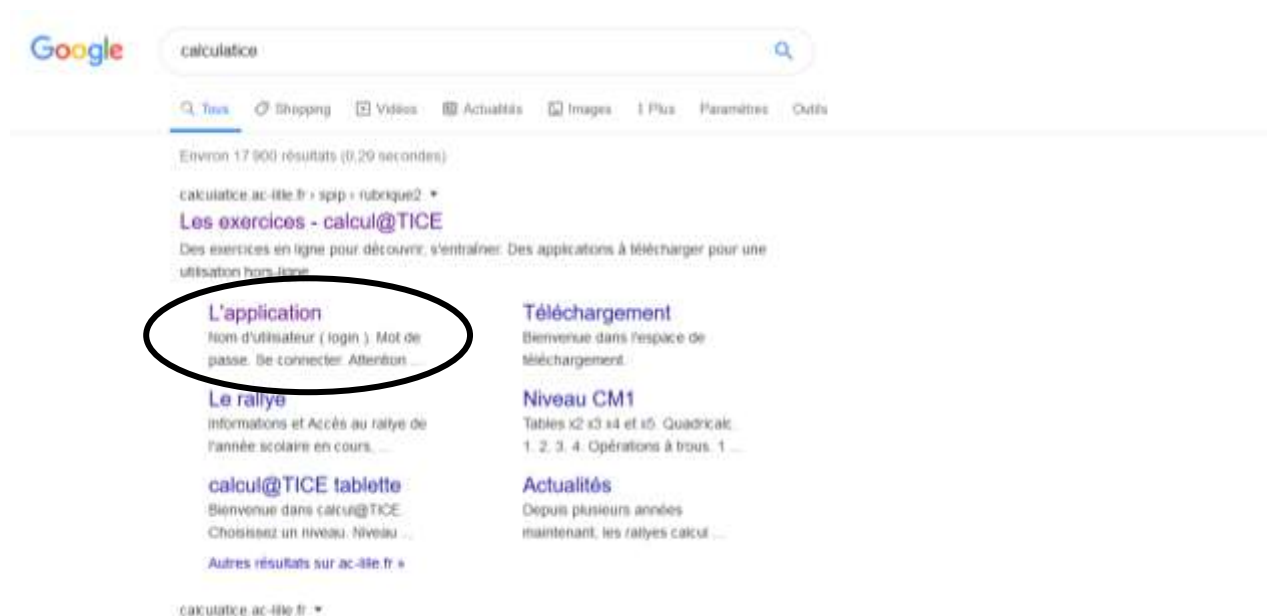 Google
calculatice
Tous Shopping Vidéos Actualités Images Plus Paramètres Outils
Environ 17 900 résultats (0,29 secondes)
calculatice.ac-lille.fr › spip › rubrique2
Les exercices - calcul@TICE
Des exercices en ligne pour découvrir, s'entraîner. Des applications à télécharger pour une
utilisation hors-ligne
L'application
Nom d'utilisateur ( login ). Mot de
passe. Se connecter. Attention ...
Téléchargement
Bienvenue dans l'espace de
téléchargement.
Le rallye
Informations et Accès au rallye de
l'année scolaire en cours, ...
Niveau CM1
Tables x2 x3 x4 et x5. Quadricalc.
1. 2. 3. 4. Opérations à trous. 1 ...
calcul@TICE tablette
Bienvenue dans calcul@TICE.
Choisissez un niveau. Niveau ...
Actualités
Depuis plusieurs années
maintenant, les rallyes calcul ...
Autres résultats sur ac-lille.fr »
calculatice.ac-lille.fr